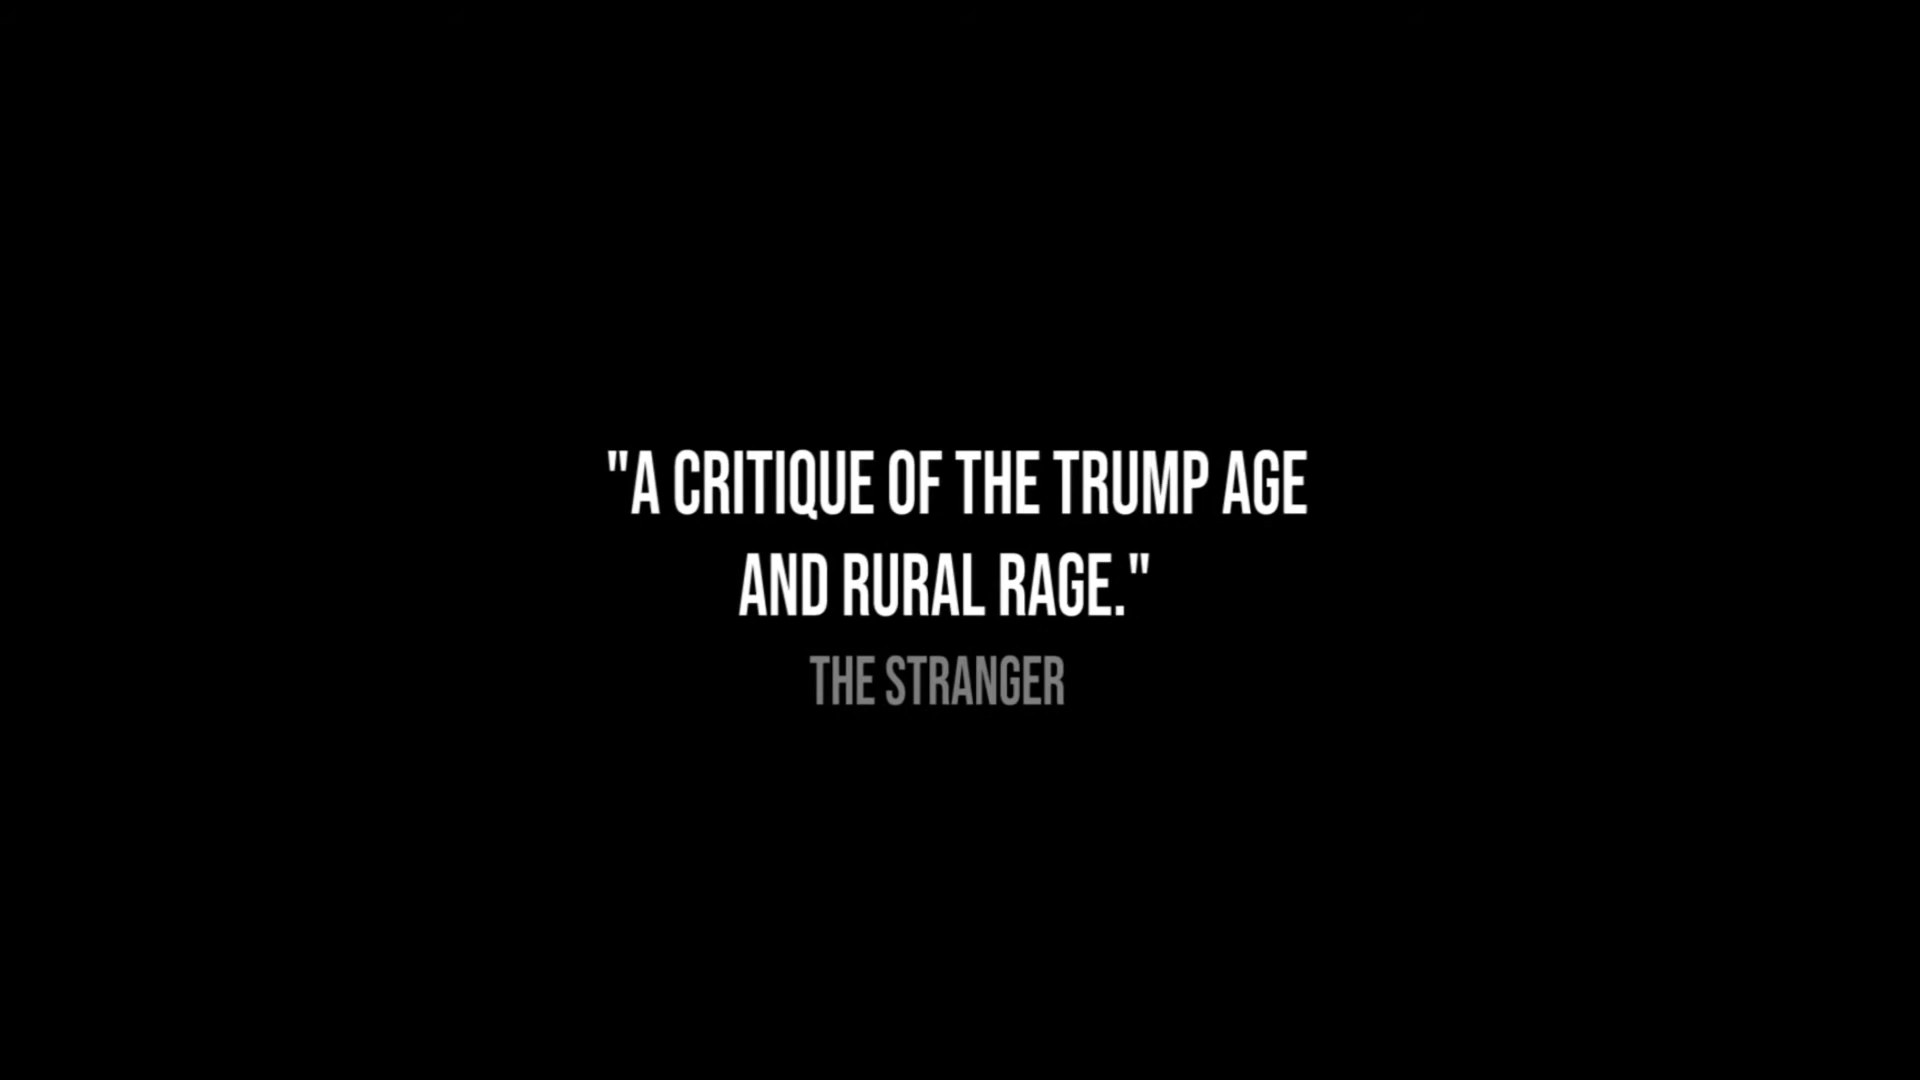 "A CRITIQUE OF THE TRUMP AGE
AND RURAL RAGE."
THE STRANGER